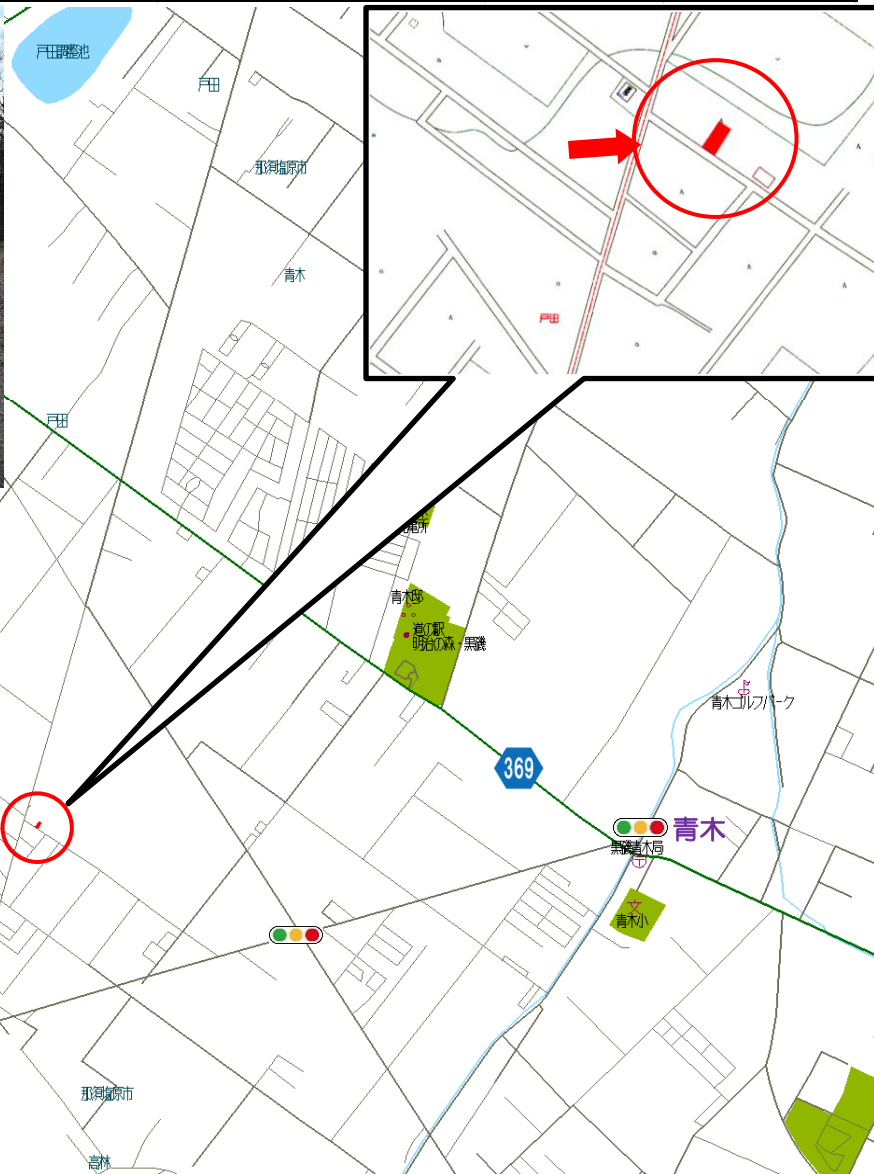 戸田調整池
戸田
那須塩原市
青木
戸田
戸田
青木邸
道の駅
明治の森・黒磯
青木ゴルフパーク
369
青木
黒磯青木局
青木小
那須塩原市
高林